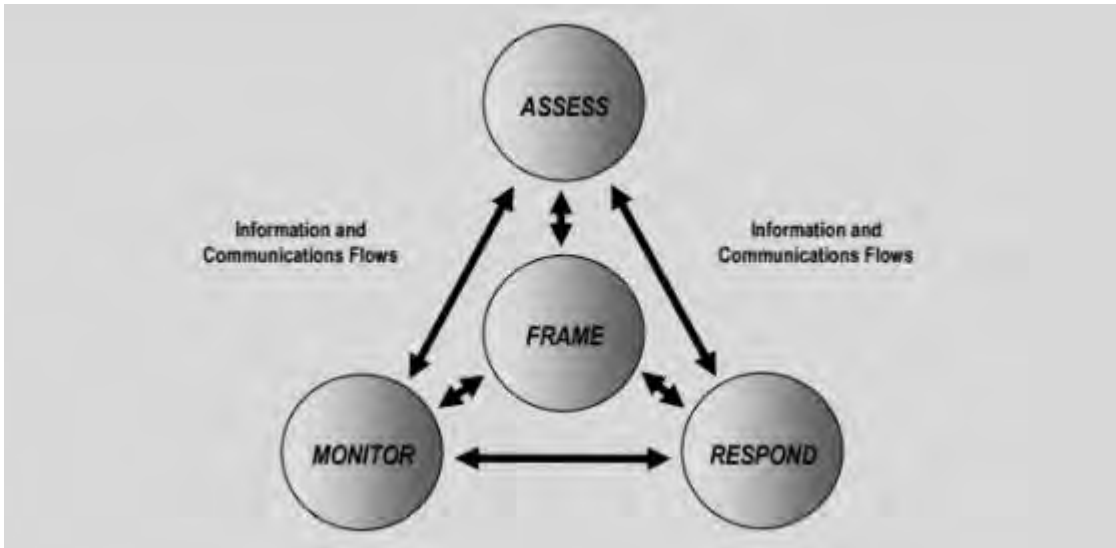 ASSESS
Information and
Communications Flows
Information and
Communications Flows
FRAME
MONITOR
RESPOND